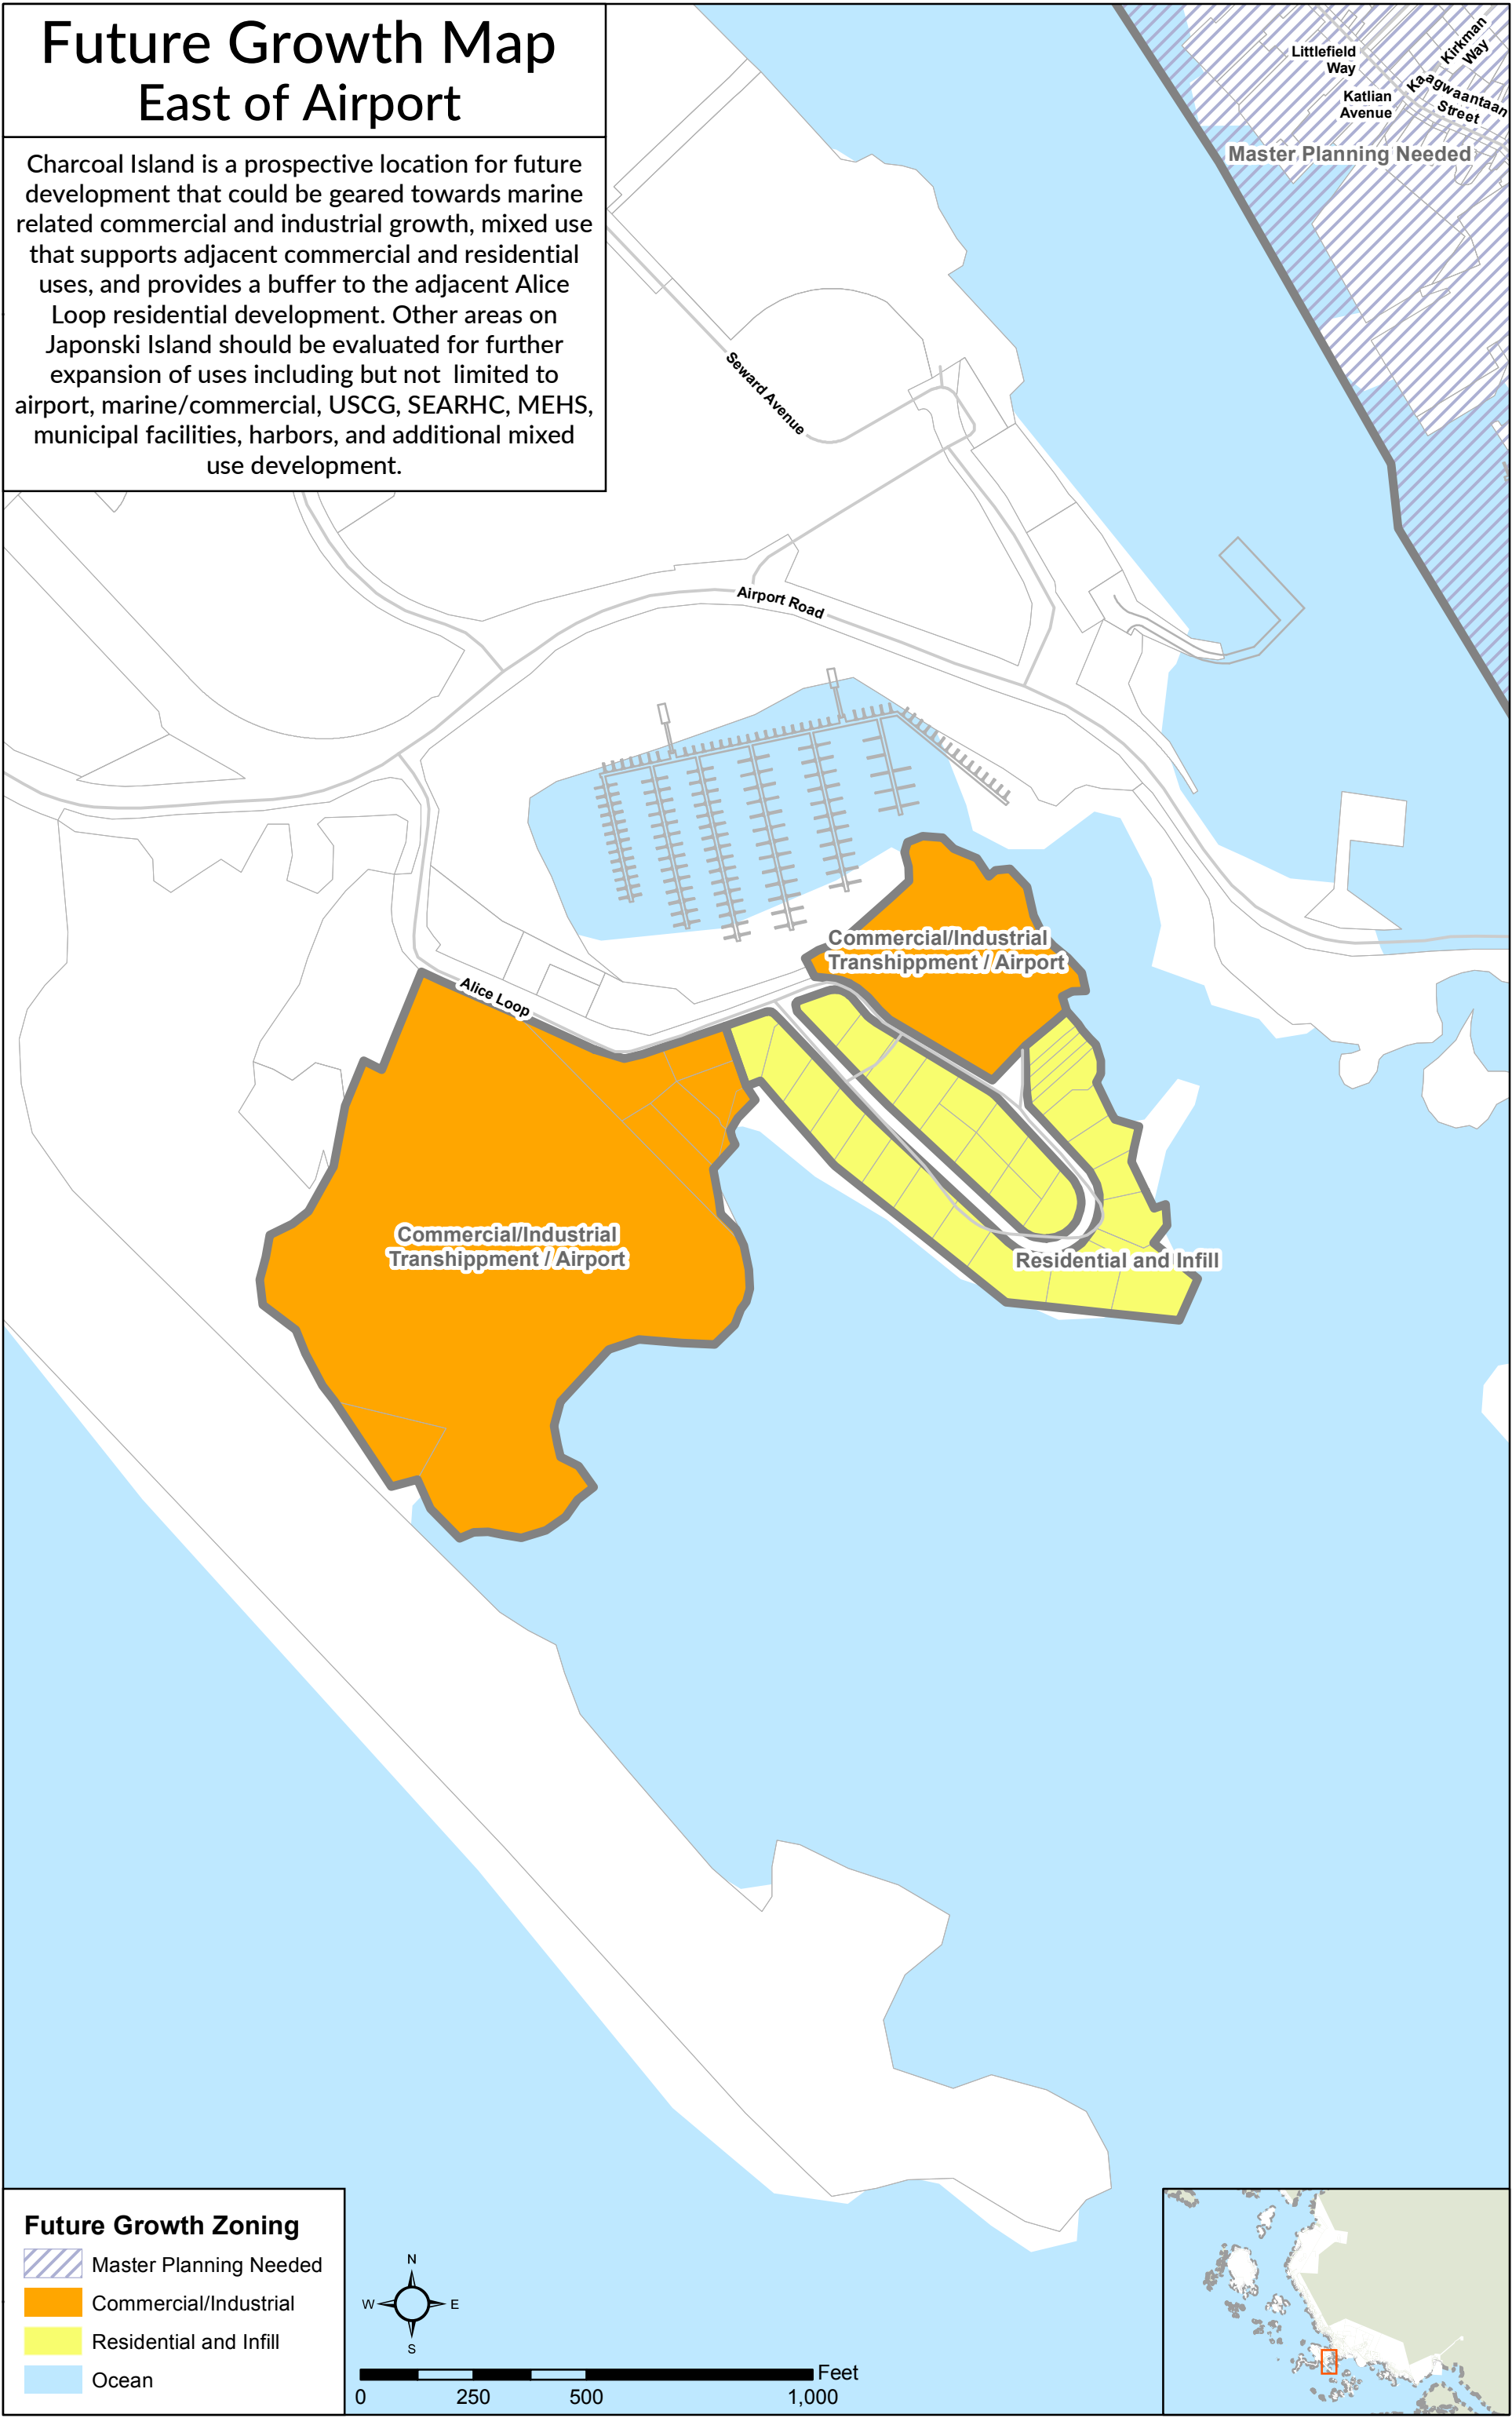 Future Growth Map
East of Airport
Charcoal Island is a prospective location for future
development that could be geared towards marine
related commercial and industrial growth, mixed use
that supports adjacent commercial and residential
uses, and provides a buffer to the adjacent Alice
Loop residential development. Other areas on
Japonski Island should be evaluated for further
expansion of uses including but not limited to
airport, marine/commercial, USCG, SEARHC, MEHS,
municipal facilities, harbors, and additional mixed
use development.
Kirkman
Way
Littlefield
Way
Kaagwaantaan
Street
Katlian
Avenue
Master Planning Needed
Seward Avenue
Airport Road
Commercial/Industrial
Transhippment / Airport
Alice Loop
Commercial/Industrial
Transhippment / Airport
Residential and Infill
Future Growth Zoning
Master Planning Needed
Commercial/Industrial
Residential and Infill
Ocean
N
W E
S
Feet
0 250 500 1,000